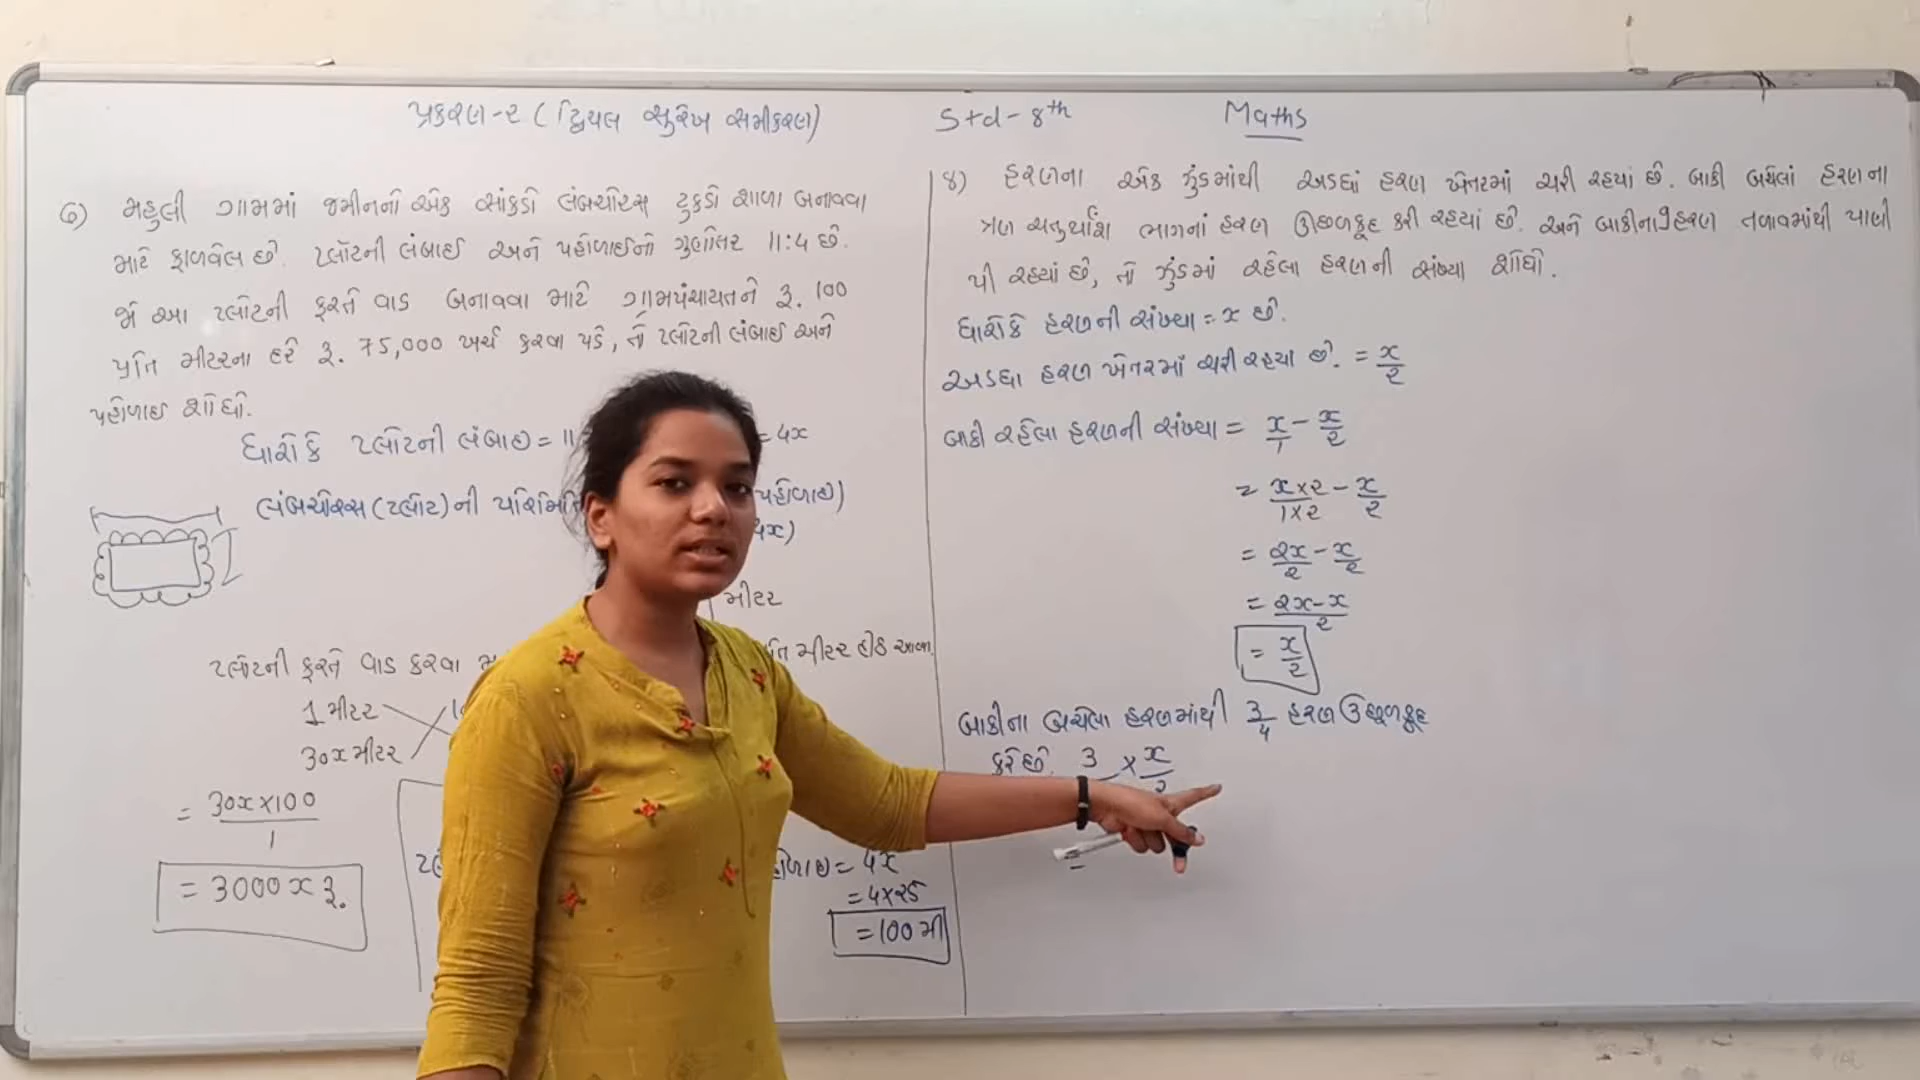 પ્રકરણ-૨ ( દ્વિચલ સુરેખ સમીકરણ)
Std - 8th
Maths
૭) મહુલી ગામમાં જમીનનો એક સાંકડો લંબચોરસ ટુકડો શાળા બનાવવા
માટે ફાળવેલ છે. પ્લૉટની લંબાઈ અને પહોળાઈનો ગુણોત્તર 11:4 છે.
જો આ પ્લૉટની ફરતે વાડ બનાવવા માટે ગ્રામપંચાયતને રૂ. 100
પ્રતિ મીટરના દરે રૂ. 75,000 ખર્ચ કરવા પડે, તો પ્લોટની લંબાઈ અને
પહોળાઈ શોધો.
ધારો કે પ્લોટની લંબાઇ = 11
= 4x
લંબચોરસ (પ્લોટ) ની પરિમિતિ
પહોળાઇ)
4x)
મીટર
પ્લૉટની ફરતે વાડ કરવા
મીટર
1 મીટર
30x મીટર
= 30x × 100
1
= 3000 x રૂ.
= 4x
= 4 × 25
= 100 મી
૪) હરણના એક ઝુંડમાંથી અડધાં હરણ ખેતરમાં ચરી રહ્યાં છે. બાકી બચેલાં હરણના
ત્રણ ચતુર્થાંશ ભાગનાં હરણ ઊછળકૂદ કરી રહ્યાં છે. અને બાકીના 9 હરણ તળાવમાંથી પાણી
પી રહ્યાં છે, તો ઝુંડમાં રહેલા હરણની સંખ્યા શોધો.
ધારોકે હરણની સંખ્યા = x છે.
અડધા હરણ ખેતરમાં ચરી રહયા છે. = x/2
બાકી રહેલા હરણની સંખ્યા = x/1 - x/2
= x×2/1×2 - x/2
= 2x/2 - x/2
= 2x-x/2
= x/2
બાકીના બચેલા હરણમાંથી 3/4 હરણ ઉછળકૂદ
કરે છે. 3 × x/2
=